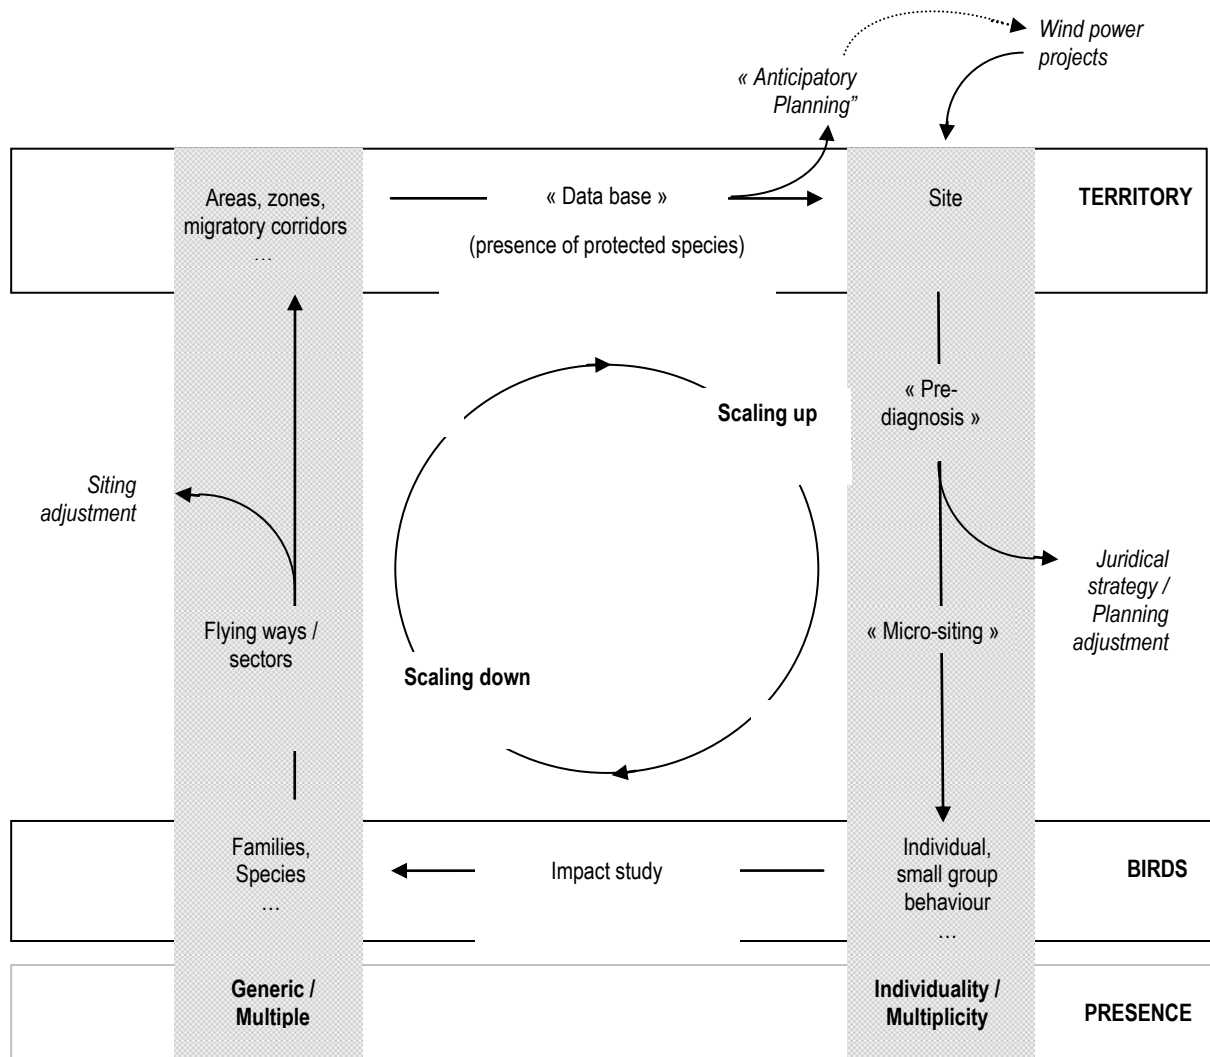 Wind power
projects
« Anticipatory
Planning”
Areas, zones,
migratory corridors
…
« Data base »
(presence of protected species)
Site
TERRITORY
« Pre-
diagnosis »
Scaling up
Siting
adjustment
Juridical
strategy /
Planning
adjustment
Flying ways /
sectors
« Micro-siting »
Scaling down
Families,
Species
…
Impact study
Individual,
small group
behaviour
…
BIRDS
Generic /
Multiple
Individuality /
Multiplicity
PRESENCE